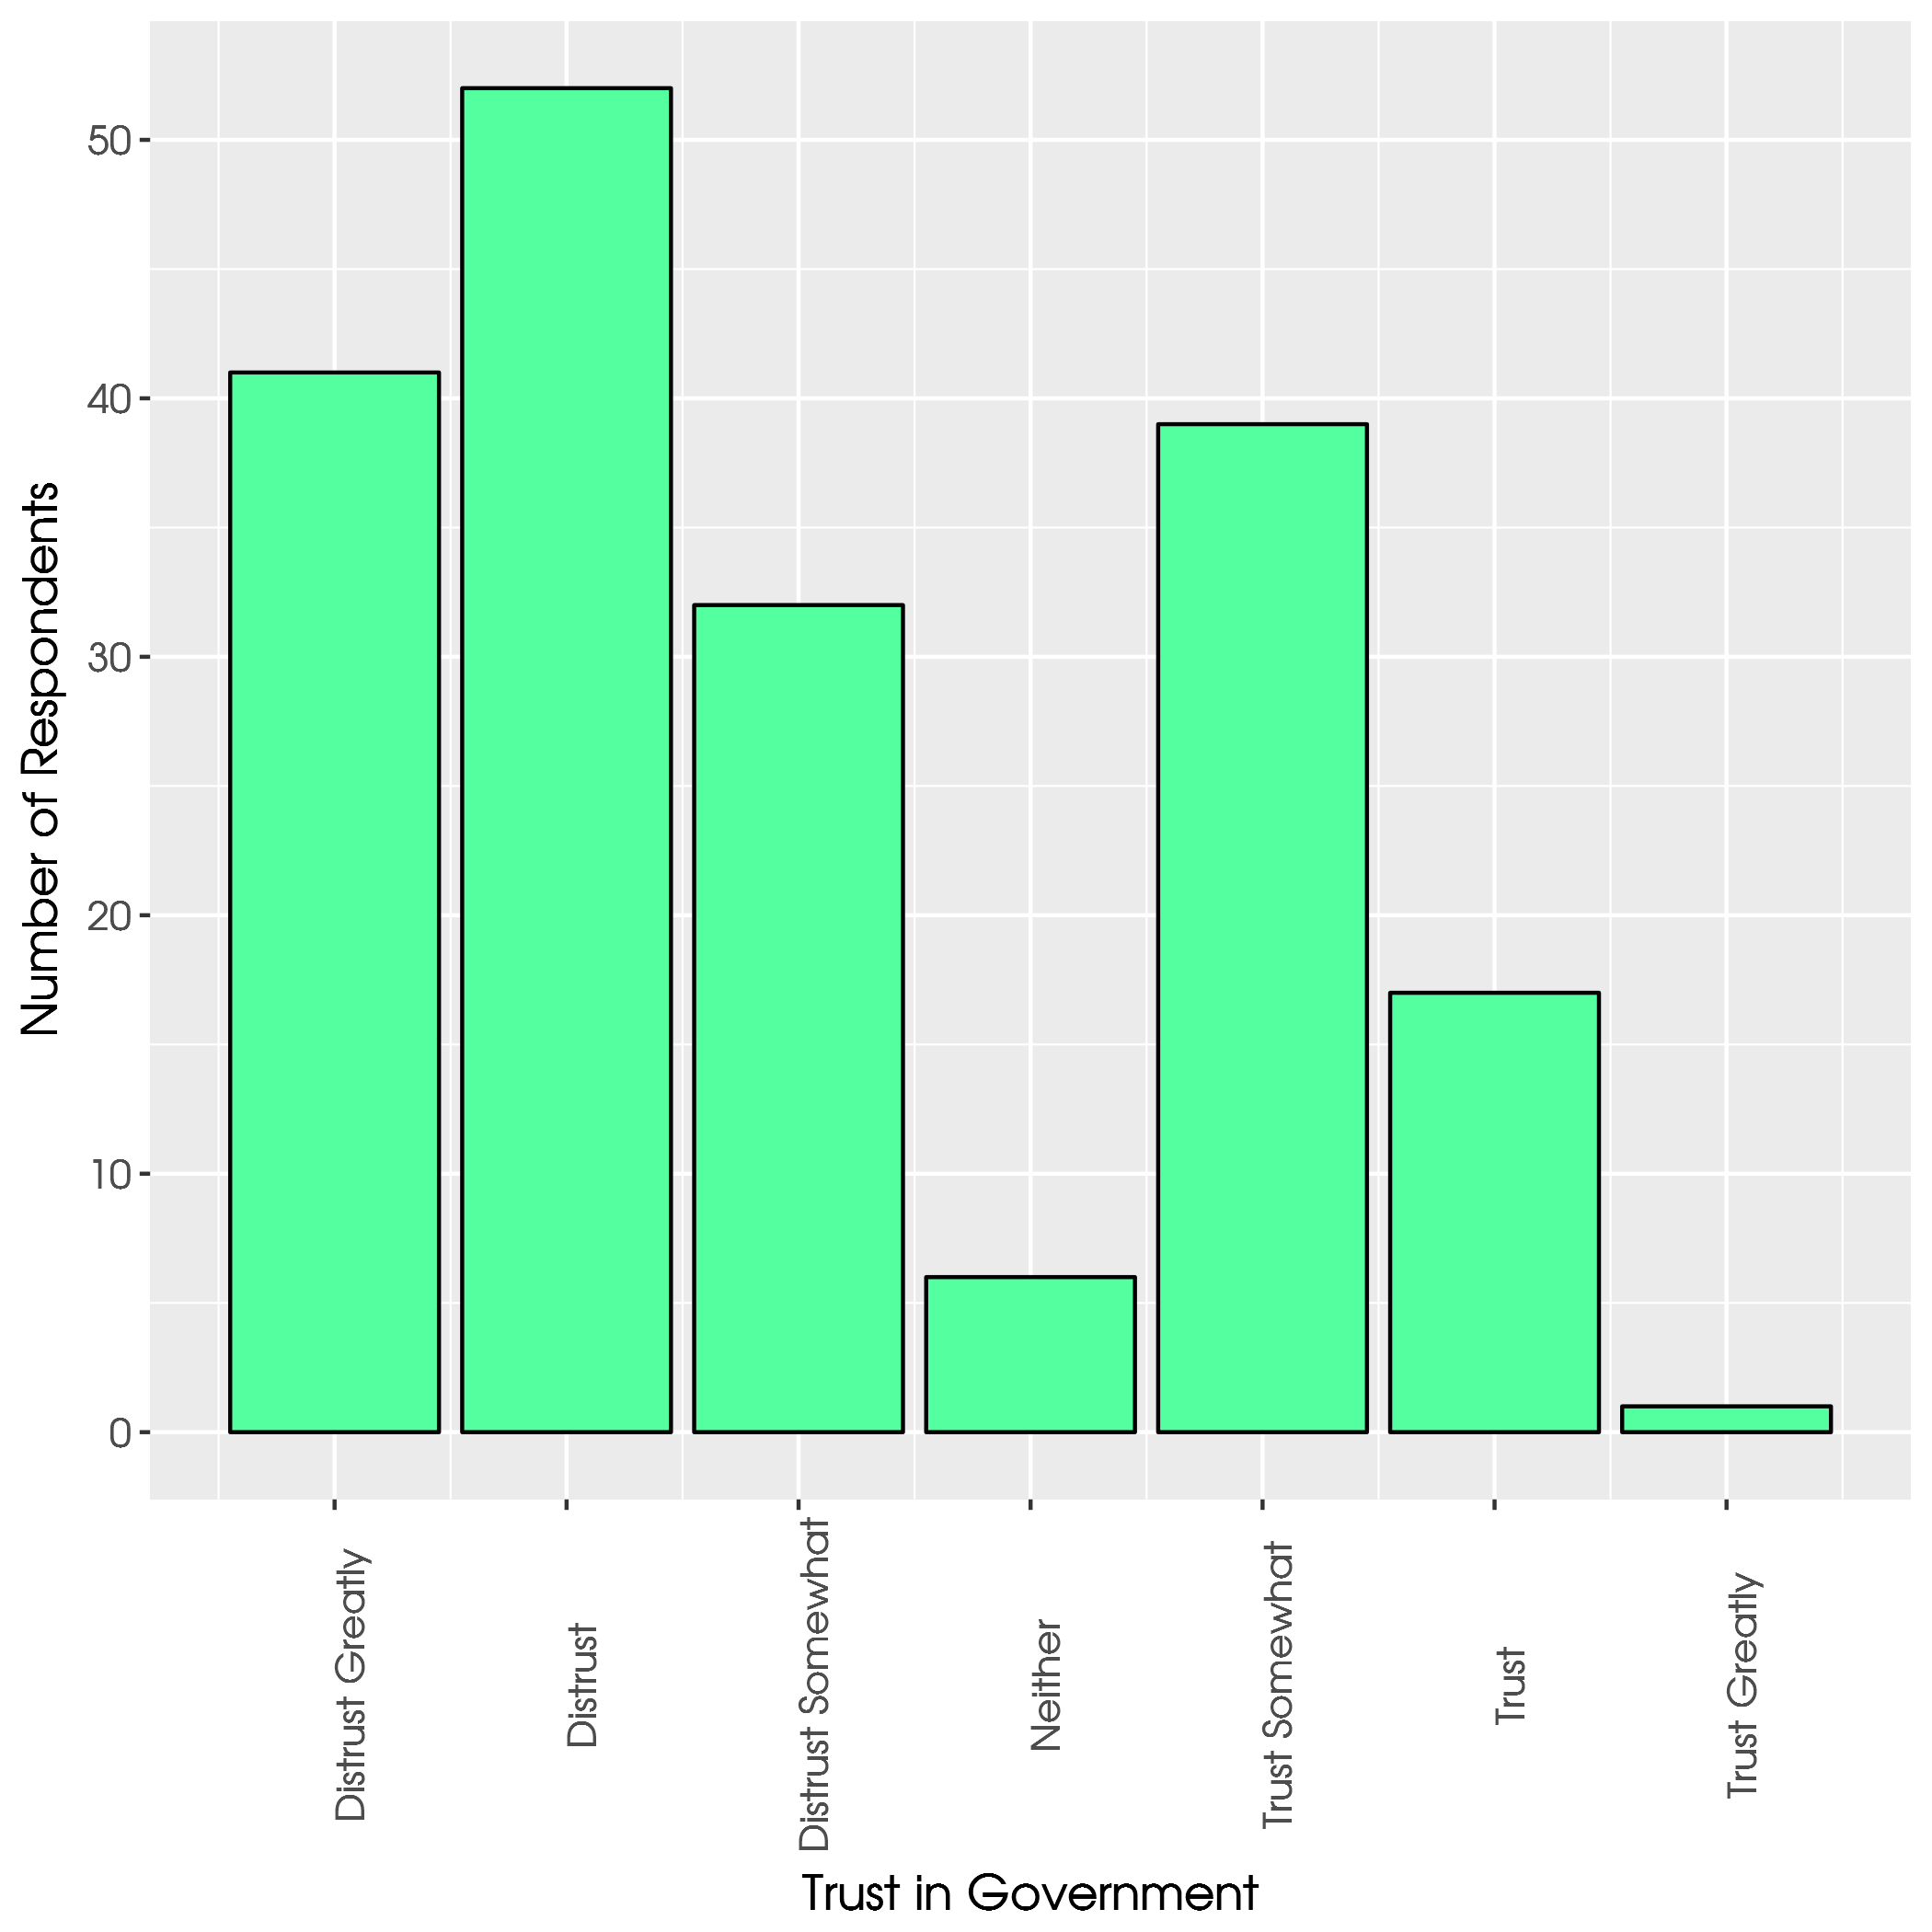 Number of Respondents
50
40
30
20
10
0
Distrust Greatly
Distrust
Distrust Somewhat
Neither
Trust Somewhat
Trust
Trust Greatly
Trust in Government